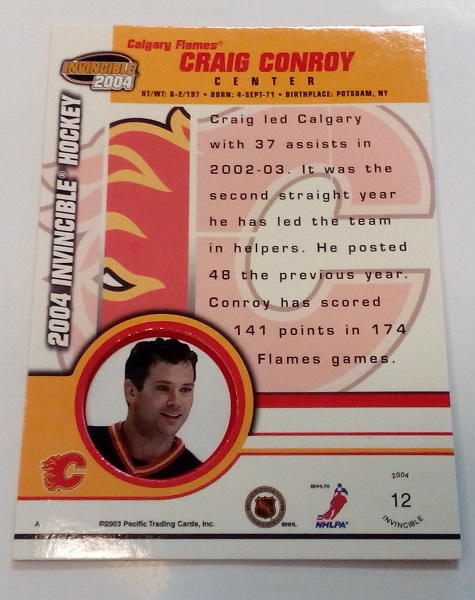 INVINCIBLE
2004
Calgary Flames®
CRAIG CONROY
CENTER
HT/WT: 6-2/197 • BORN: 4-SEPT-71 • BIRTHPLACE: POTSDAM, NY
2004 INVINCIBLE® HOCKEY
Craig led Calgary
with 37 assists in
2002-03. It was the
second straight year
he has led the team
in helpers. He posted
48 the previous year.
Conroy has scored
141 points in 174
Flames games.
A
©2003 Pacific Trading Cards, Inc.
NHL
©NHL
©NHLPA
NHLPA
2004
12
INVINCIBLE